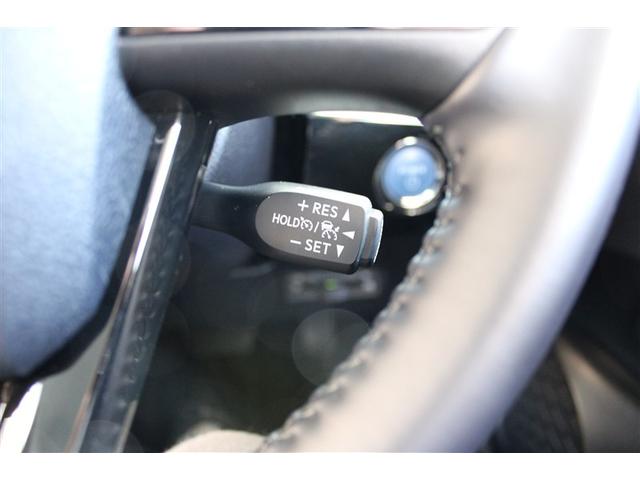 + RES ▲
HOLD / ◄
− SET ▼